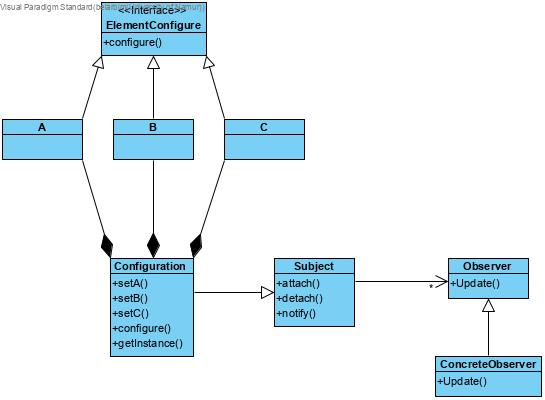 Visual Paradigm Standard(
<<Interface>>
ElementConfigure
+configure()
A
B
C
Configuration
+setA()
+setB()
+setC()
+configure()
+getInstance()
Subject
+attach()
+detach()
+notify()
*
Observer
+Update()
ConcreteObserver
+Update()